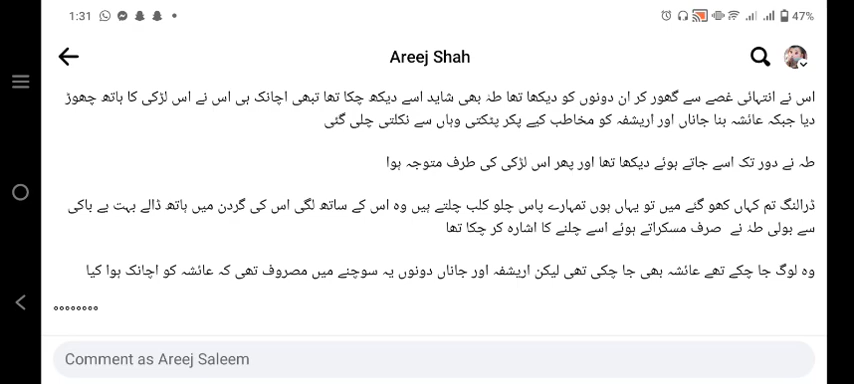 1:31
47%
Areej Shah
اس نے انتہائی غصے سے گھور کر ان دونوں کو دیکھا تھا طہٰ بھی شاید اسے دیکھ چکا تھا تبھی اچانک ہی اس نے اس لڑکی کا ہاتھ چھوڑ
دیا جبکہ عائشہ بنا جاناں اور اریشفہ کو مخاطب کیے پکر پٹکتی وہاں سے نکلتی چلی گئی
طہ نے دور تک اسے جاتے ہوئے دیکھا تھا اور پھر اس لڑکی کی طرف متوجہ ہوا
ڈرالنگ تم کہاں کھو گئے میں تو یہاں ہوں تمہارے پاس چلو کلب چلتے ہیں وہ اس کے ساتھ لگی اس کی گردن میں ہاتھ ڈالے بہت بے باکی
سے بولی طہٰ نے صرف مسکراتے ہوئے اسے چلنے کا اشارہ کر چکا تھا
وہ لوگ جا چکے تھے عائشہ بھی جا چکی تھی لیکن اریشفہ اور جاناں دونوں یہ سوچنے میں مصروف تھی کہ عائشہ کو اچانک ہوا کیا
°°°°°°°°
Comment as Areej Saleem